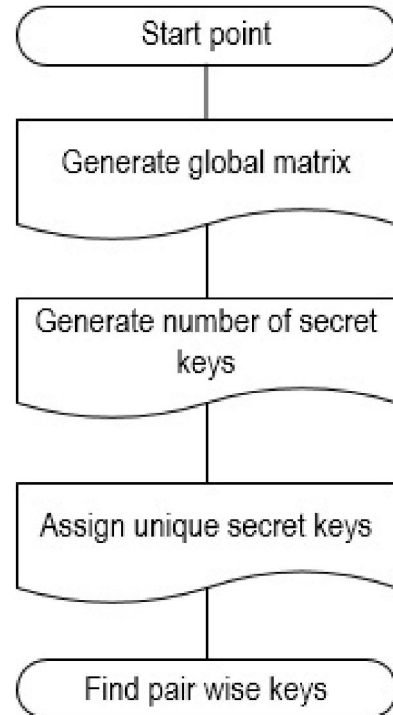 Start point
Generate global matrix
Generate number of secret
keys
Assign unique secret keys
Find pair wise keys